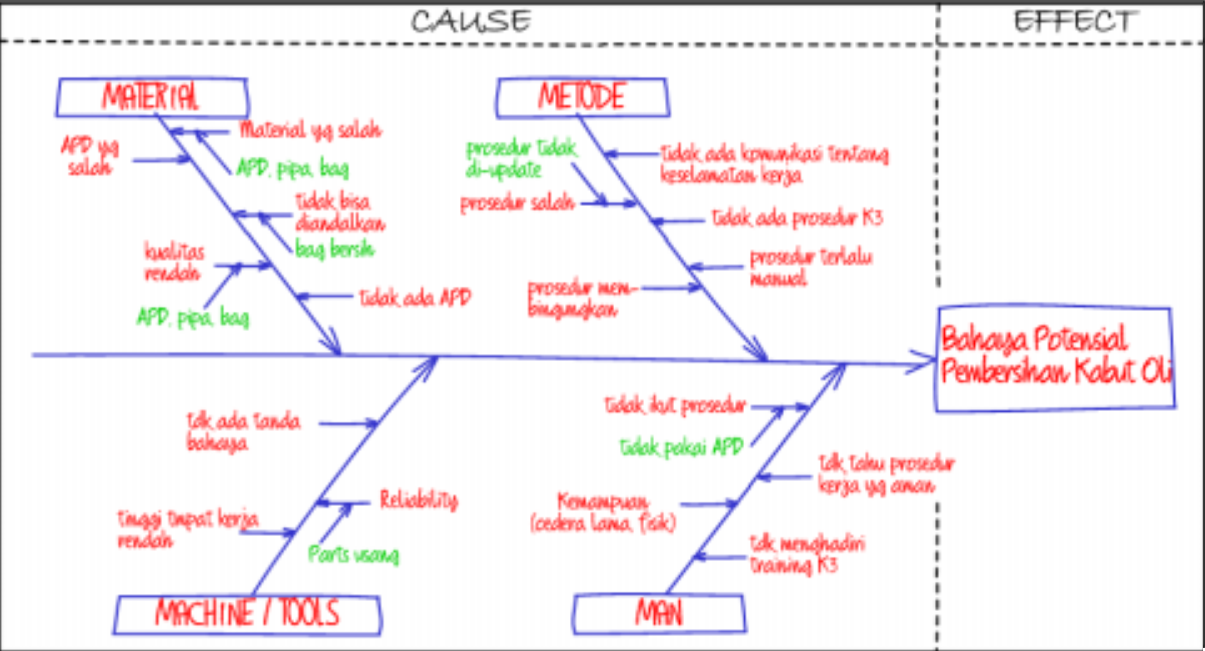 CAUSE
EFFECT
MATERIAL
Material yg salah
APD yg
salah
APD, pipa, bag
tidak bisa
diandalkan
bag bersih
kualitas
rendah
APD, pipa, bag
tidak ada APD
METODE
prosedur tidak
di-update
tidak ada komunikasi tentang
keselamatan kerja
prosedur salah
tidak ada prosedur K3
prosedur terlalu
manual
prosedur mem-
bingungkan
Bahaya Potensial
Pembersihan Kabut Oli
tdk ada tanda
bahaya
Reliability
tinggi tmpat kerja
rendah
Parts usang
MACHINE / TOOLS
tidak ikut prosedur
tidak pakai APD
tdk tahu prosedur
kerja yg aman
Kemampuan
(cedera lama, fisik)
tdk menghadiri
training K3
MAN